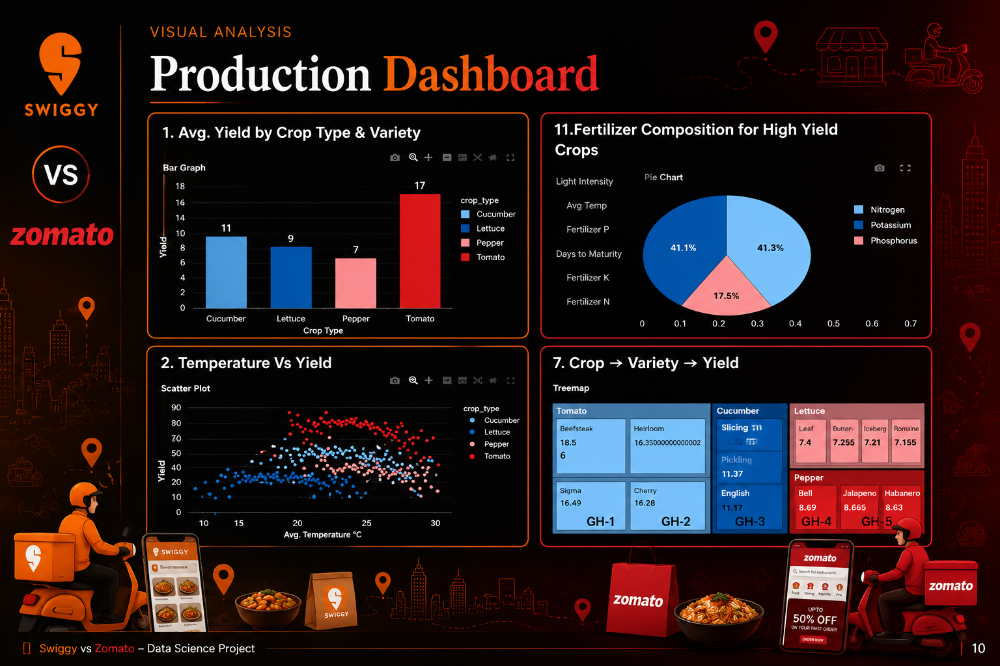 VISUAL ANALYSIS
Production Dashboard
SWIGGY
VS
zomato
1. Avg. Yield by Crop Type & Variety
Bar Graph
18
16
14
10
8
6
4
2
0
Yield
11
9
7
17
Cucumber
Lettuce
Pepper
Tomato
Crop Type
crop_type
Cucumber
Lettuce
Pepper
Tomato
11.Fertilizer Composition for High Yield
Crops
Pie Chart
Light Intensity
Avg Temp
Fertilizer P
Days to Maturity
Fertilizer K
Fertilizer N
41.1%
41.3%
17.5%
0 0.1 0.2 0.3 0.4 0.5 0.6 0.7
Nitrogen
Potassium
Phosphorus
2. Temperature Vs Yield
Scatter Plot
90
80
70
50
40
20
10
0
Yield
10 15 20 25 30
Avg. Temperature °C
crop_type
Cucumber
Lettuce
Pepper
Tomato
7. Crop → Variety → Yield
Treemap
Tomato
Beefsteak
18.5
6
Heirloom
16.35000000000002
Sigma
16.49
Cherry
16.28
GH-1
GH-2
Cucumber
Slicing
Pickling
11.37
English
11.17
GH-3
Lettuce
Leaf
7.4
Butter-
7.255
Iceberg
7.21
Romaine
7.155
Pepper
Bell
8.69
Jalapeno
8.665
Habanero
8.63
GH-4
GH-5
SWIGGY
SWIGGY
zomato
zomato
Search for restaurants
UPTO
50% OFF
ON YOUR FIRST ORDER
ORDER NOW
zomato
Swiggy vs Zomato – Data Science Project
10